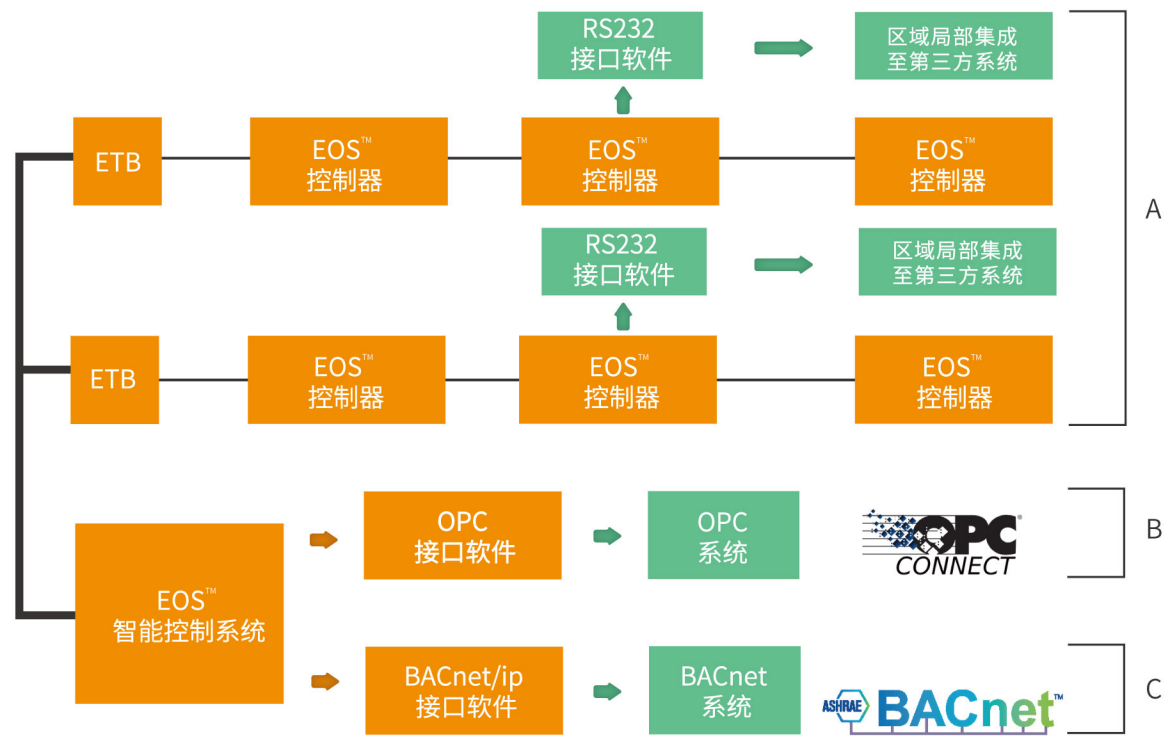 RS232
接口软件
区域局部集成
至第三方系统
ETB
EOS™
控制器
EOS™
控制器
EOS™
控制器
A
RS232
接口软件
区域局部集成
至第三方系统
ETB
EOS™
控制器
EOS™
控制器
EOS™
控制器
OPC
接口软件
OPC
系统
OPC®
CONNECT
B
EOS™
智能控制系统
BACnet/ip
接口软件
BACnet
系统
ASHRAE BACnet™
C